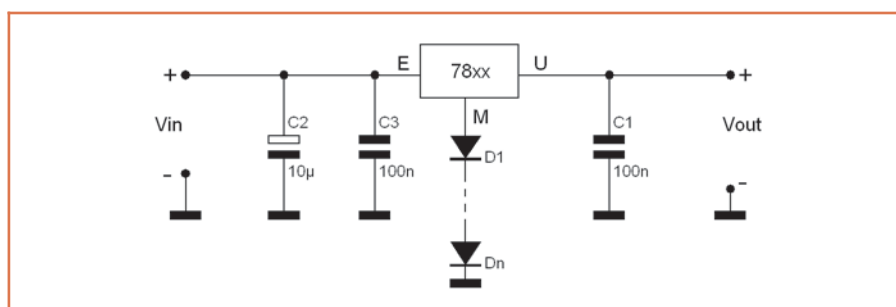 + E 78xx U +
M
C2 C3 C1
Vin Vout
D1
- 10µ 100n 100n -
Dn